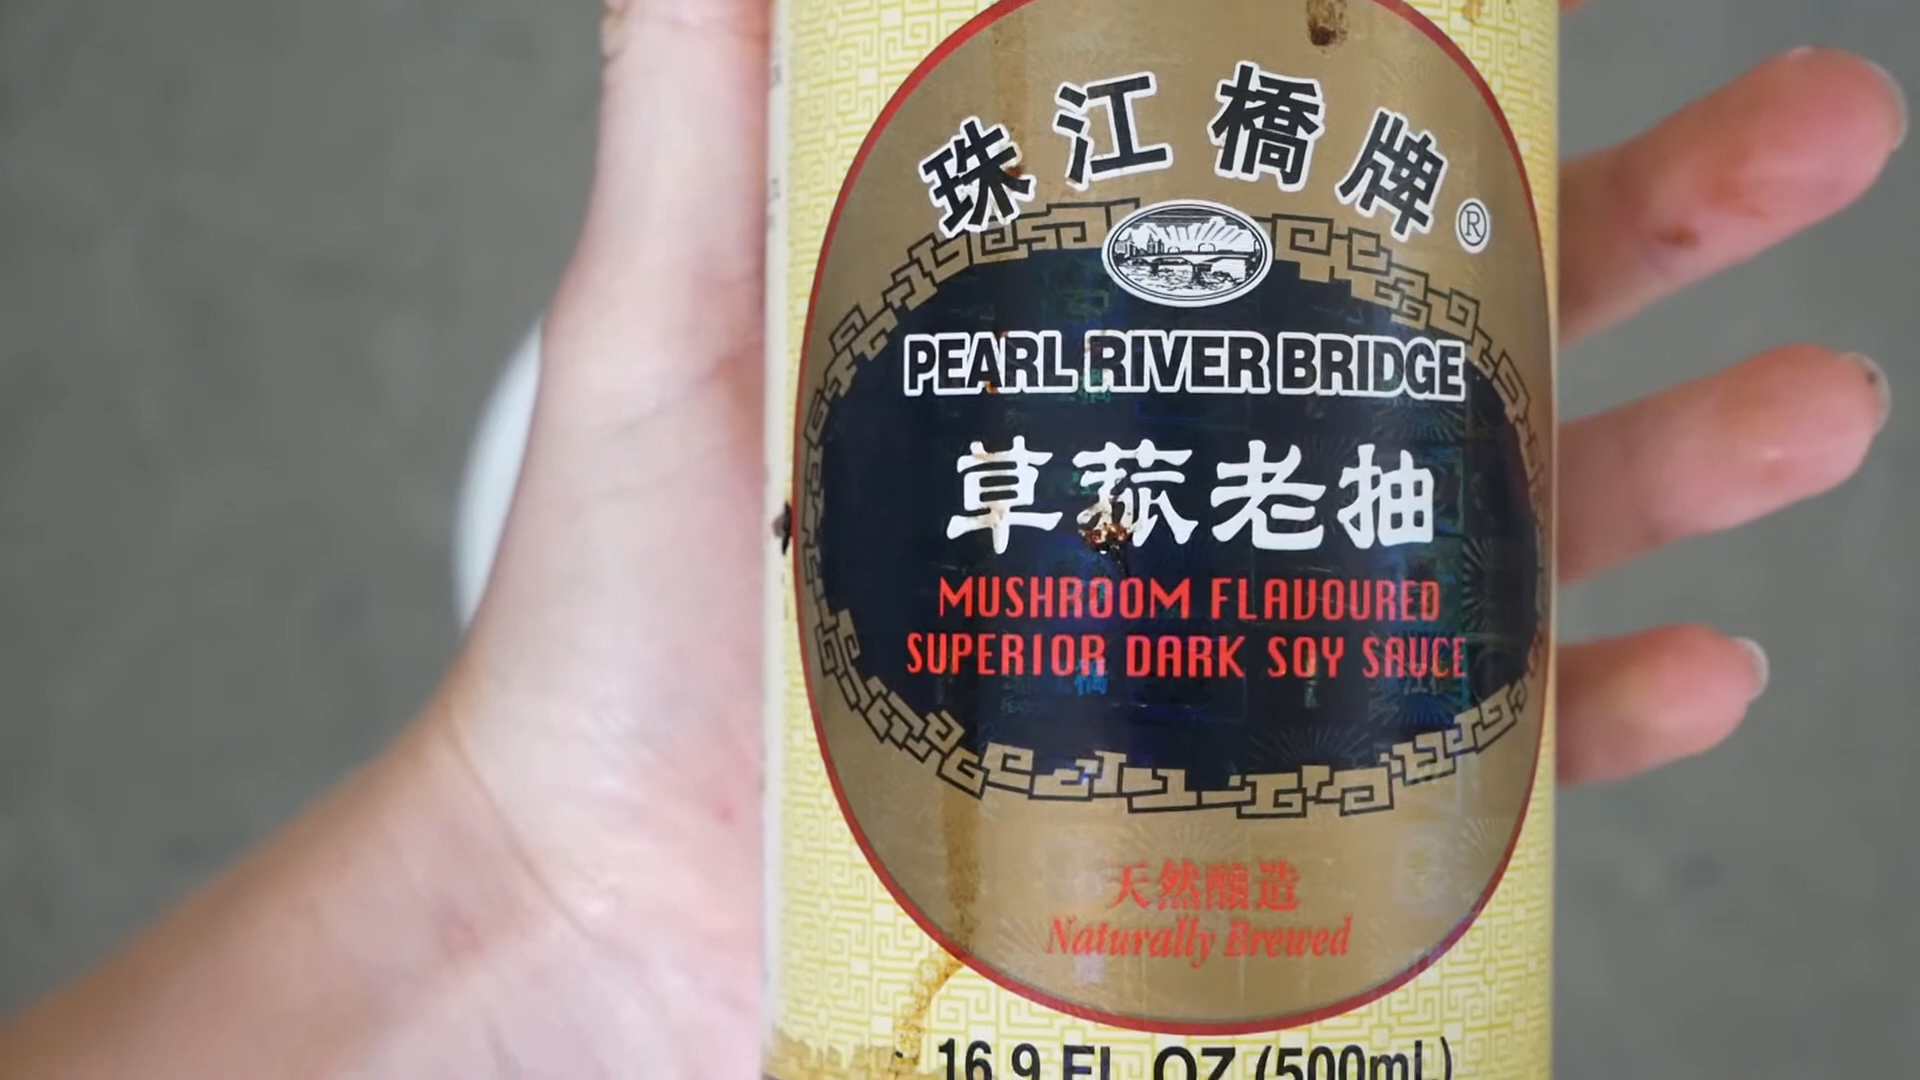 珠江橋牌®
PEARL RIVER BRIDGE
草菰老抽
MUSHROOM FLAVOURED
SUPERIOR DARK SOY SAUCE
天然釀造
Naturally Brewed
16.9 FL OZ (500mL)